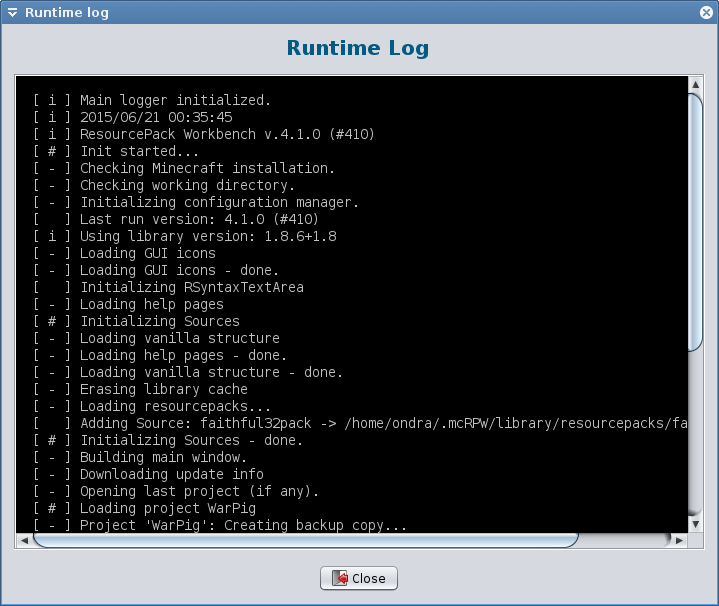 Runtime log
Runtime Log
[ i ] Main logger initialized.
[ i ] 2015/06/21 00:35:45
[ i ] ResourcePack Workbench v.4.1.0 (#410)
[ # ] Init started...
[ - ] Checking Minecraft installation.
[ - ] Checking working directory.
[ - ] Initializing configuration manager.
[   ] Last run version: 4.1.0 (#410)
[ i ] Using library version: 1.8.6+1.8
[ - ] Loading GUI icons
[ - ] Loading GUI icons - done.
[   ] Initializing RSyntaxTextArea
[ - ] Loading help pages
[ # ] Initializing Sources
[ - ] Loading vanilla structure
[ - ] Loading help pages - done.
[ - ] Loading vanilla structure - done.
[ - ] Erasing library cache
[ - ] Loading resourcepacks...
[   ] Adding Source: faithful32pack -> /home/ondra/.mcRPW/library/resourcepacks/fa
[ # ] Initializing Sources - done.
[ - ] Building main window.
[ - ] Downloading update info
[ - ] Opening last project (if any).
[ # ] Loading project WarPig
[ - ] Project 'WarPig': Creating backup copy...
Close